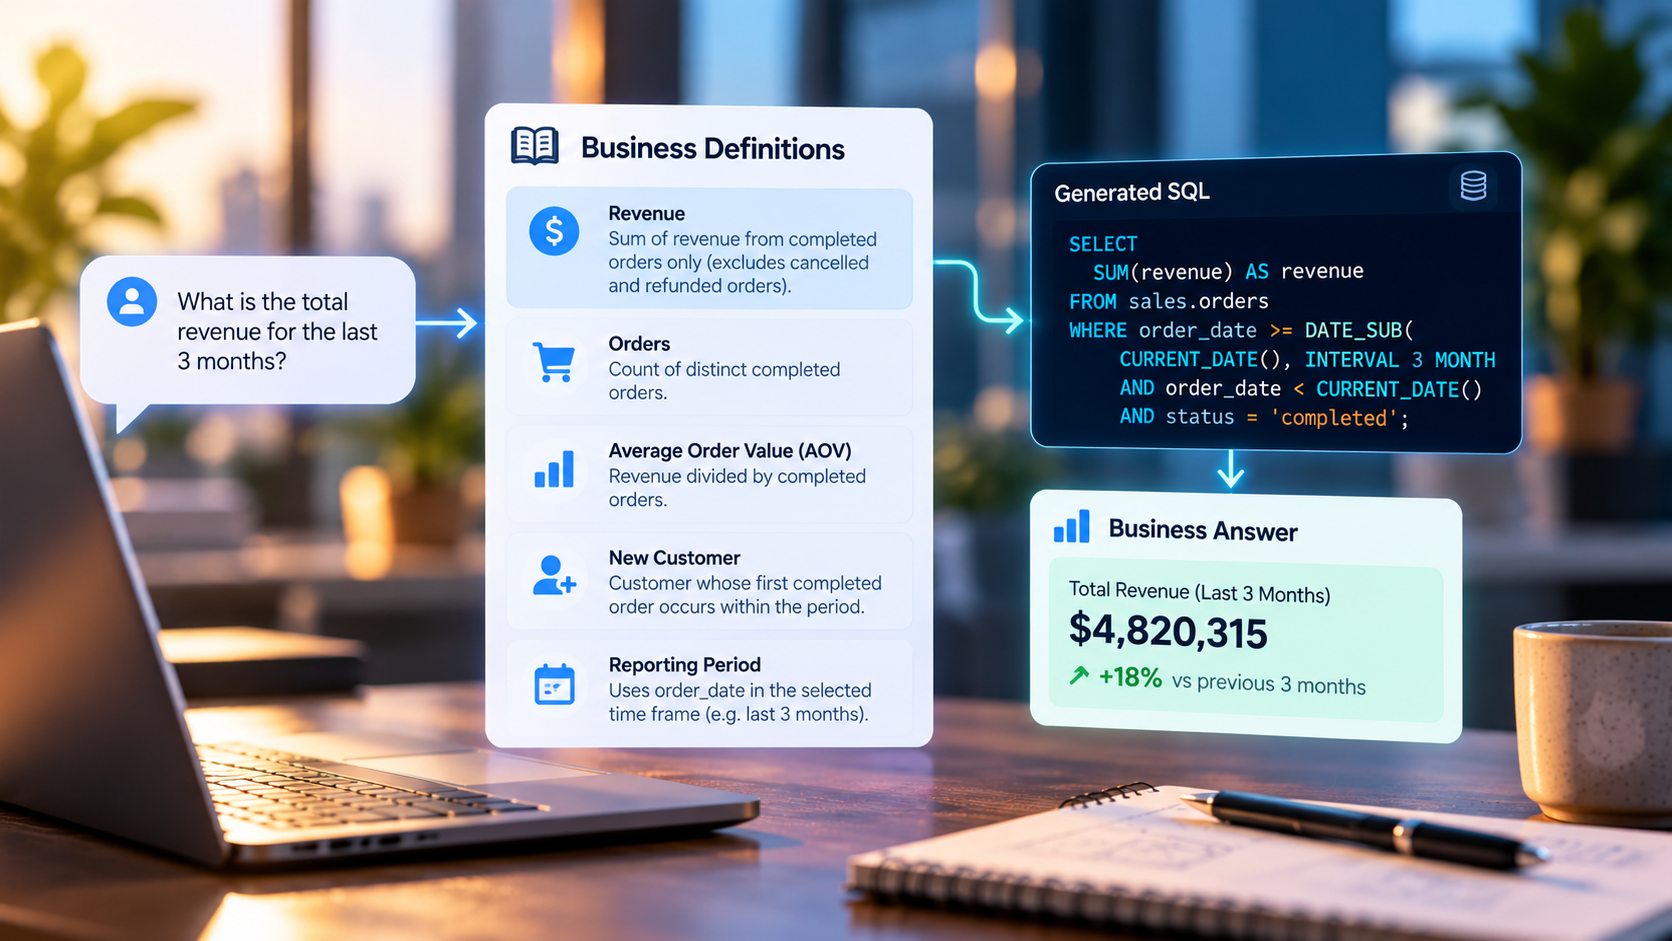 What is the total
revenue for the last
3 months?
Business Definitions
Revenue
Sum of revenue from completed
orders only (excludes cancelled
and refunded orders).
Orders
Count of distinct completed
orders.
Average Order Value (AOV)
Revenue divided by completed
orders.
New Customer
Customer whose first completed
order occurs within the period.
Reporting Period
Uses order_date in the selected
time frame (e.g. last 3 months).
Generated SQL
SELECT
SUM(revenue) AS revenue
FROM sales.orders
WHERE order_date >= DATE_SUB(
CURRENT_DATE(), INTERVAL 3 MONTH
AND order_date < CURRENT_DATE()
AND status = 'completed';
Business Answer
Total Revenue (Last 3 Months)
$4,820,315
+18% vs previous 3 months